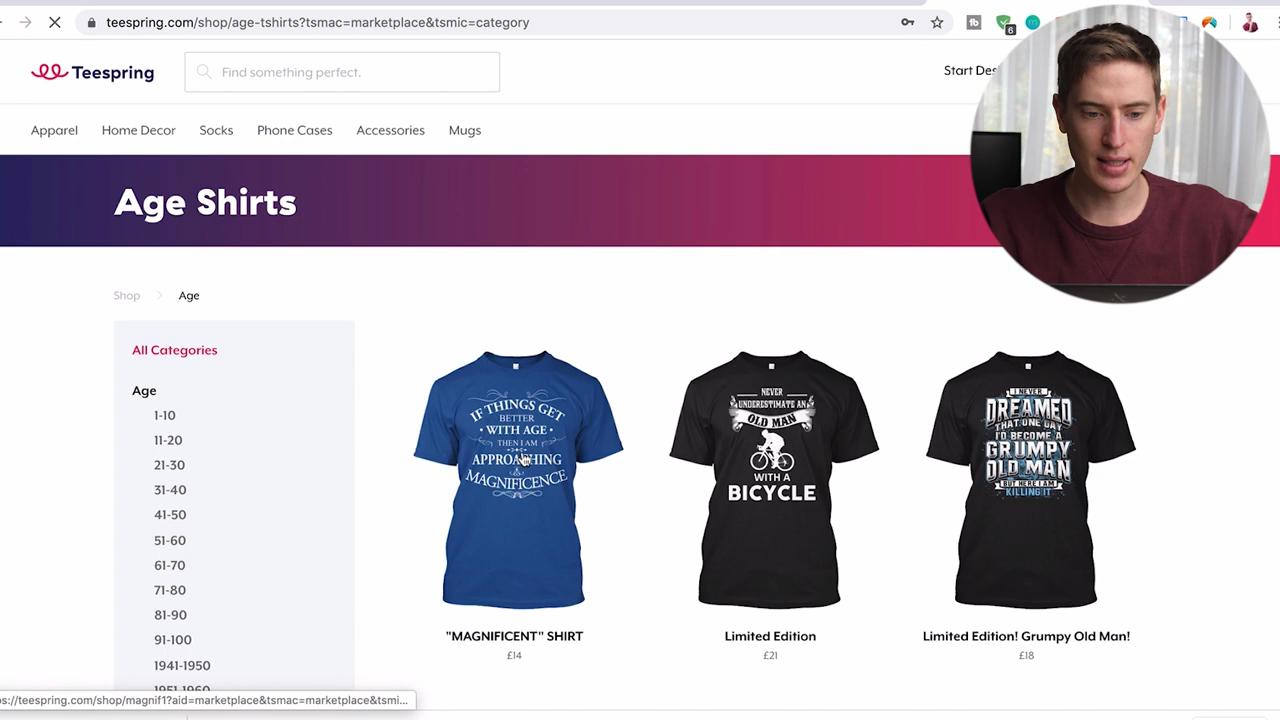 teespring.com/shop/age-tshirts?tsmac=marketplace&tsmic=category
6
Teespring
Find something perfect.
Start Des
Apparel
Home Decor
Socks
Phone Cases
Accessories
Mugs
Age Shirts
Shop
Age
All Categories
Age
1-10
11-20
21-30
31-40
41-50
51-60
61-70
71-80
81-90
91-100
1941-1950
1951-1960
IF THINGS GET
BETTER
• WITH AGE •
THEN I AM
APPROACHING
MAGNIFICENCE
"MAGNIFICENT" SHIRT
£14
NEVER
UNDERESTIMATE AN
OLD MAN
WITH A
BICYCLE
Limited Edition
£21
I NEVER
DREAMED
THAT ONE DAY
I'D BECOME A
GRUMPY
OLD MAN
BUT HERE I AM
KILLING IT
Limited Edition! Grumpy Old Man!
£18
ps://teespring.com/shop/magnif1?aid=marketplace&tsmac=marketplace&tsmi...